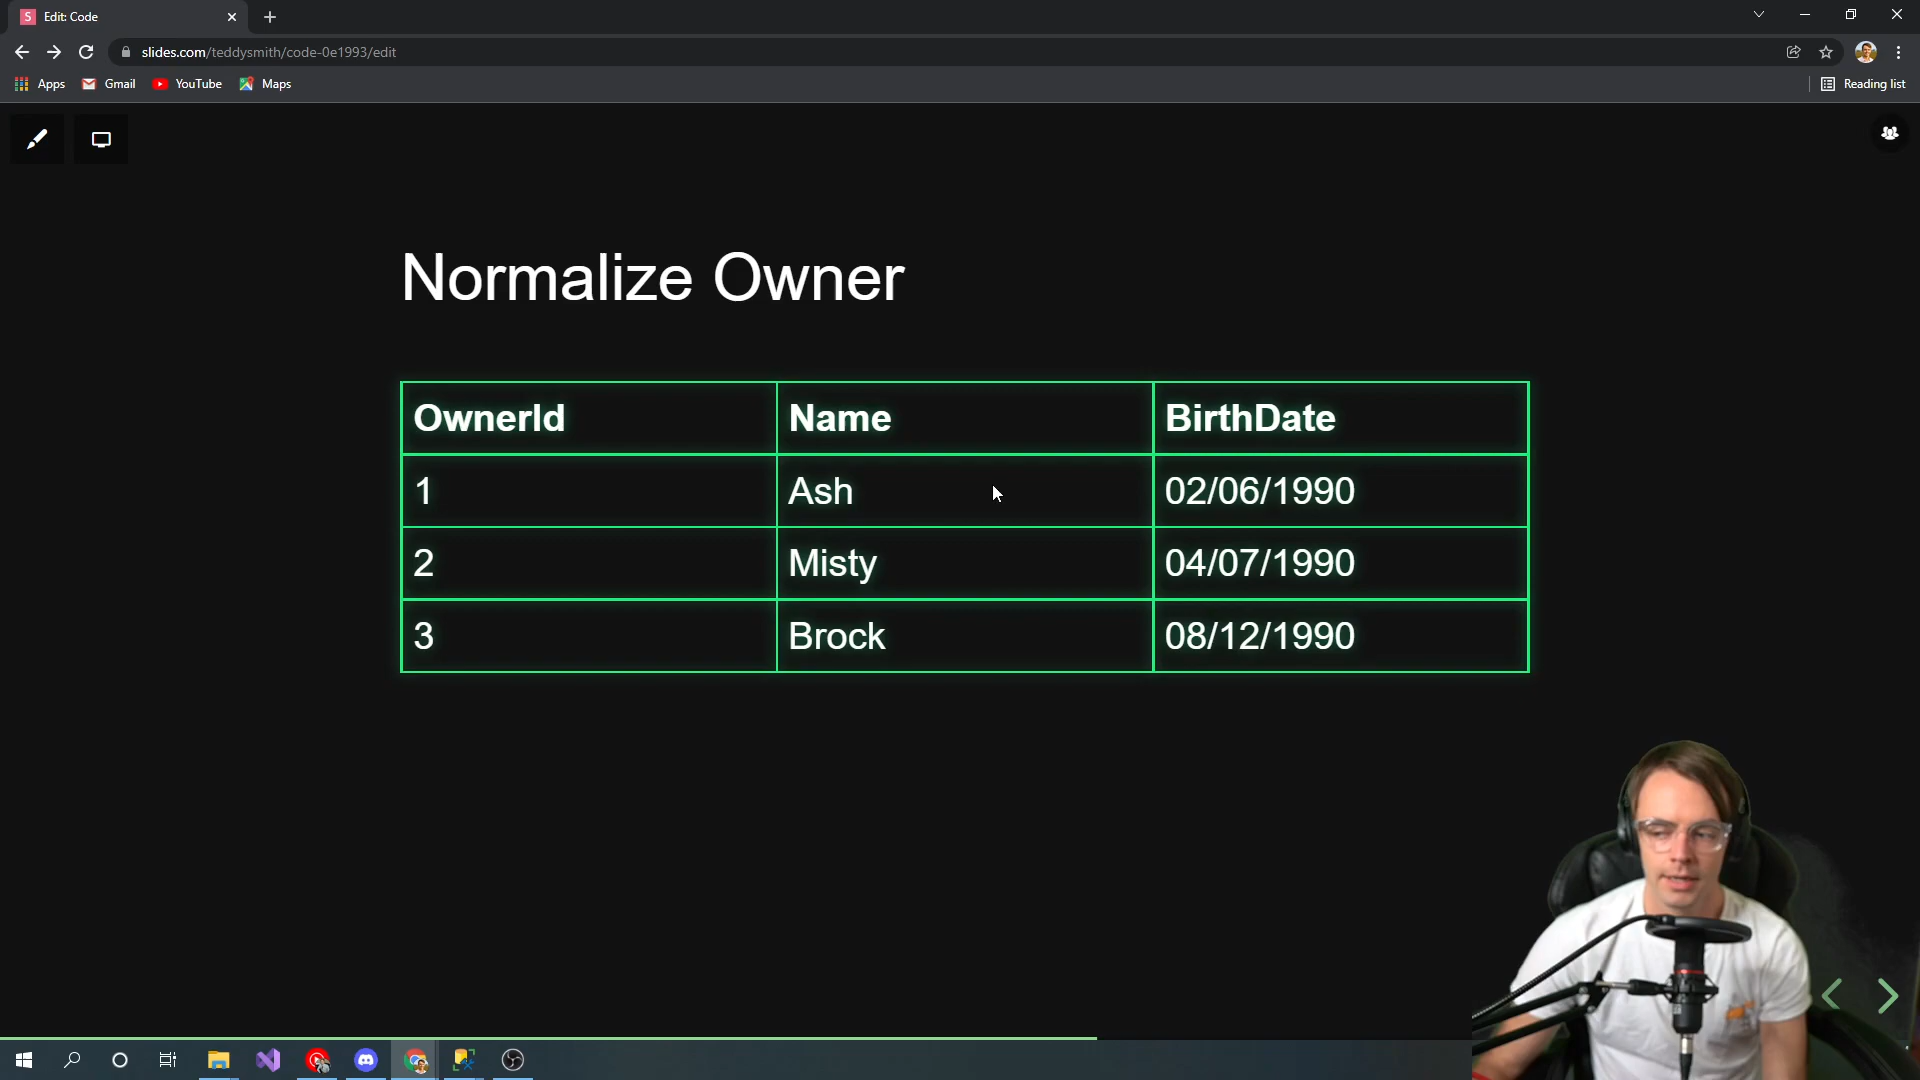 S Edit: Code
slides.com/teddysmith/code-0e1993/edit
Apps Gmail YouTube Maps Reading list
Normalize Owner
OwnerId Name BirthDate
1 Ash 02/06/1990
2 Misty 04/07/1990
3 Brock 08/12/1990